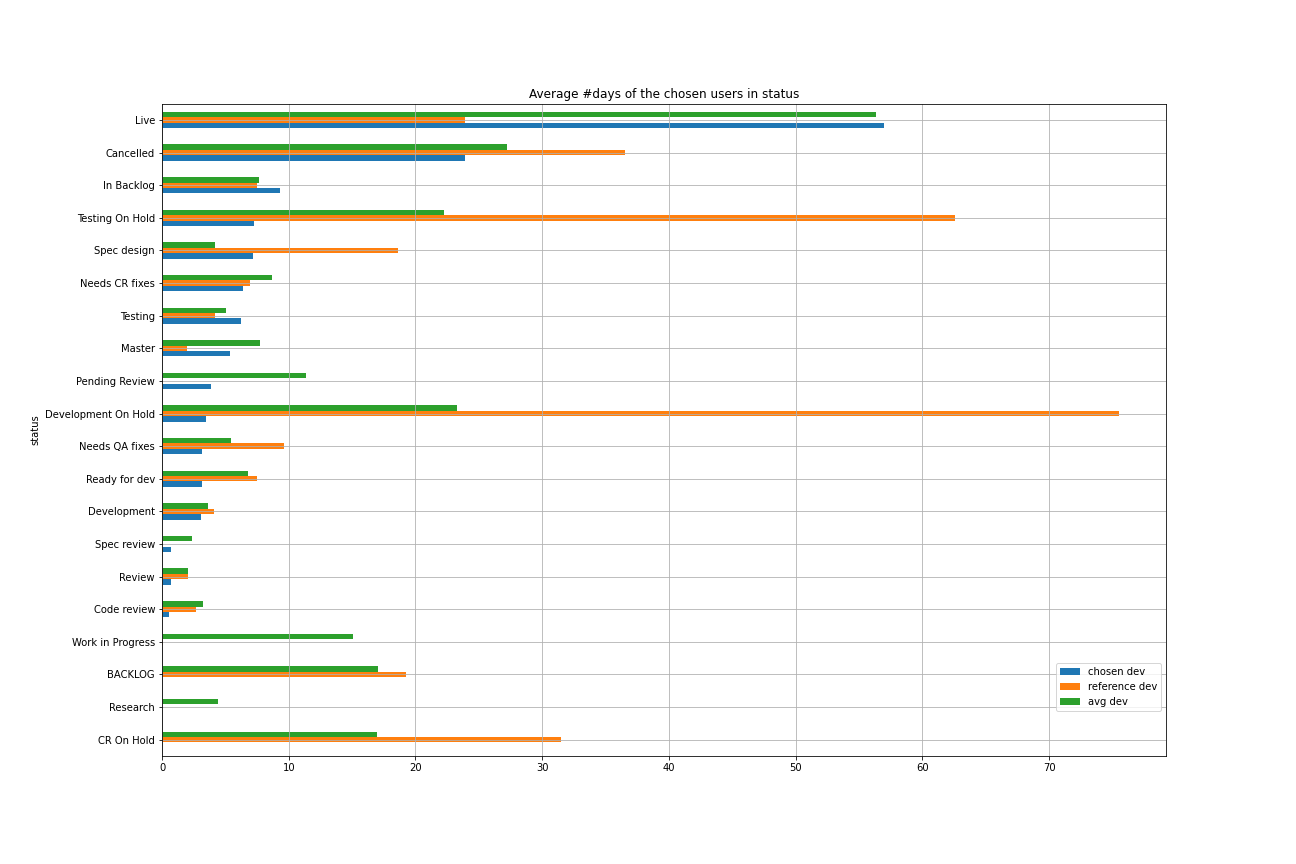 Average #days of the chosen users in status
Live
Cancelled
In Backlog
Testing On Hold
Spec design
Needs CR fixes
Testing
Master
Pending Review
Development On Hold
status
Needs QA fixes
Ready for dev
Development
Spec review
Review
Code review
Work in Progress
BACKLOG
Research
CR On Hold
chosen dev
reference dev
avg dev
0 10 20 30 40 50 60 70